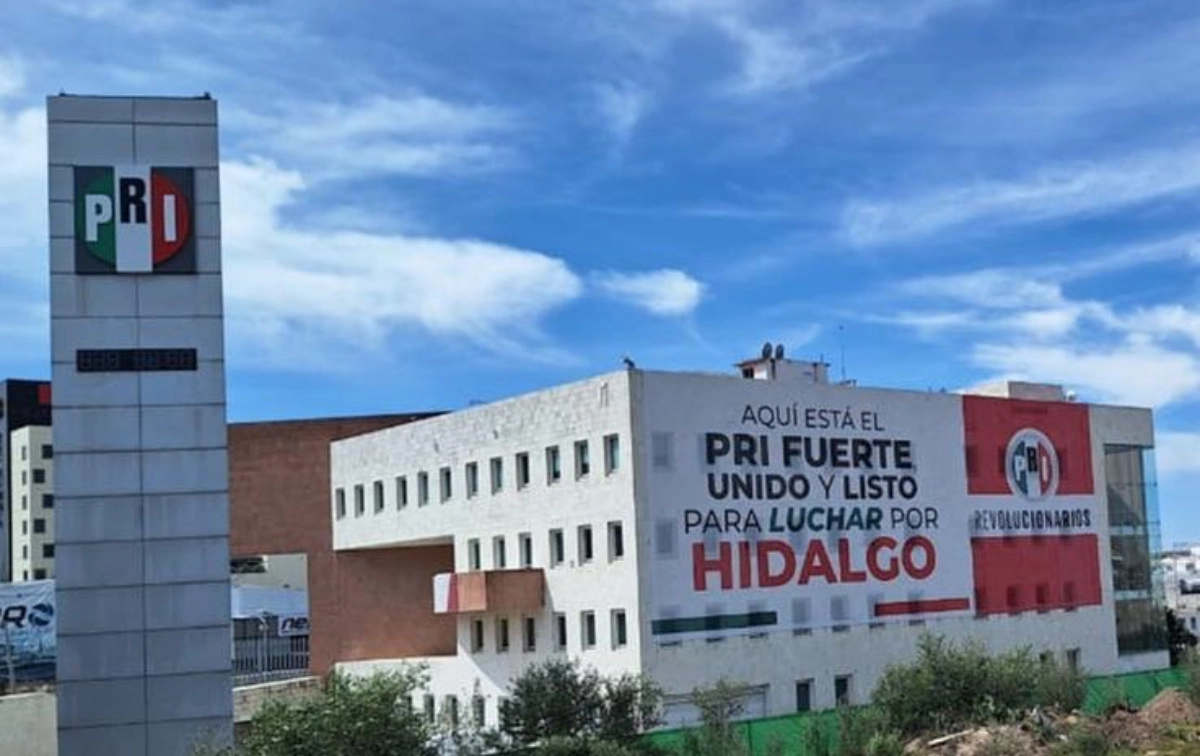 PRI
AQUÍ ESTÁ EL
PRI FUERTE,
UNIDO Y LISTO
PARA LUCHAR POR
HIDALGO
PRI
REVOLUCIONARIOS